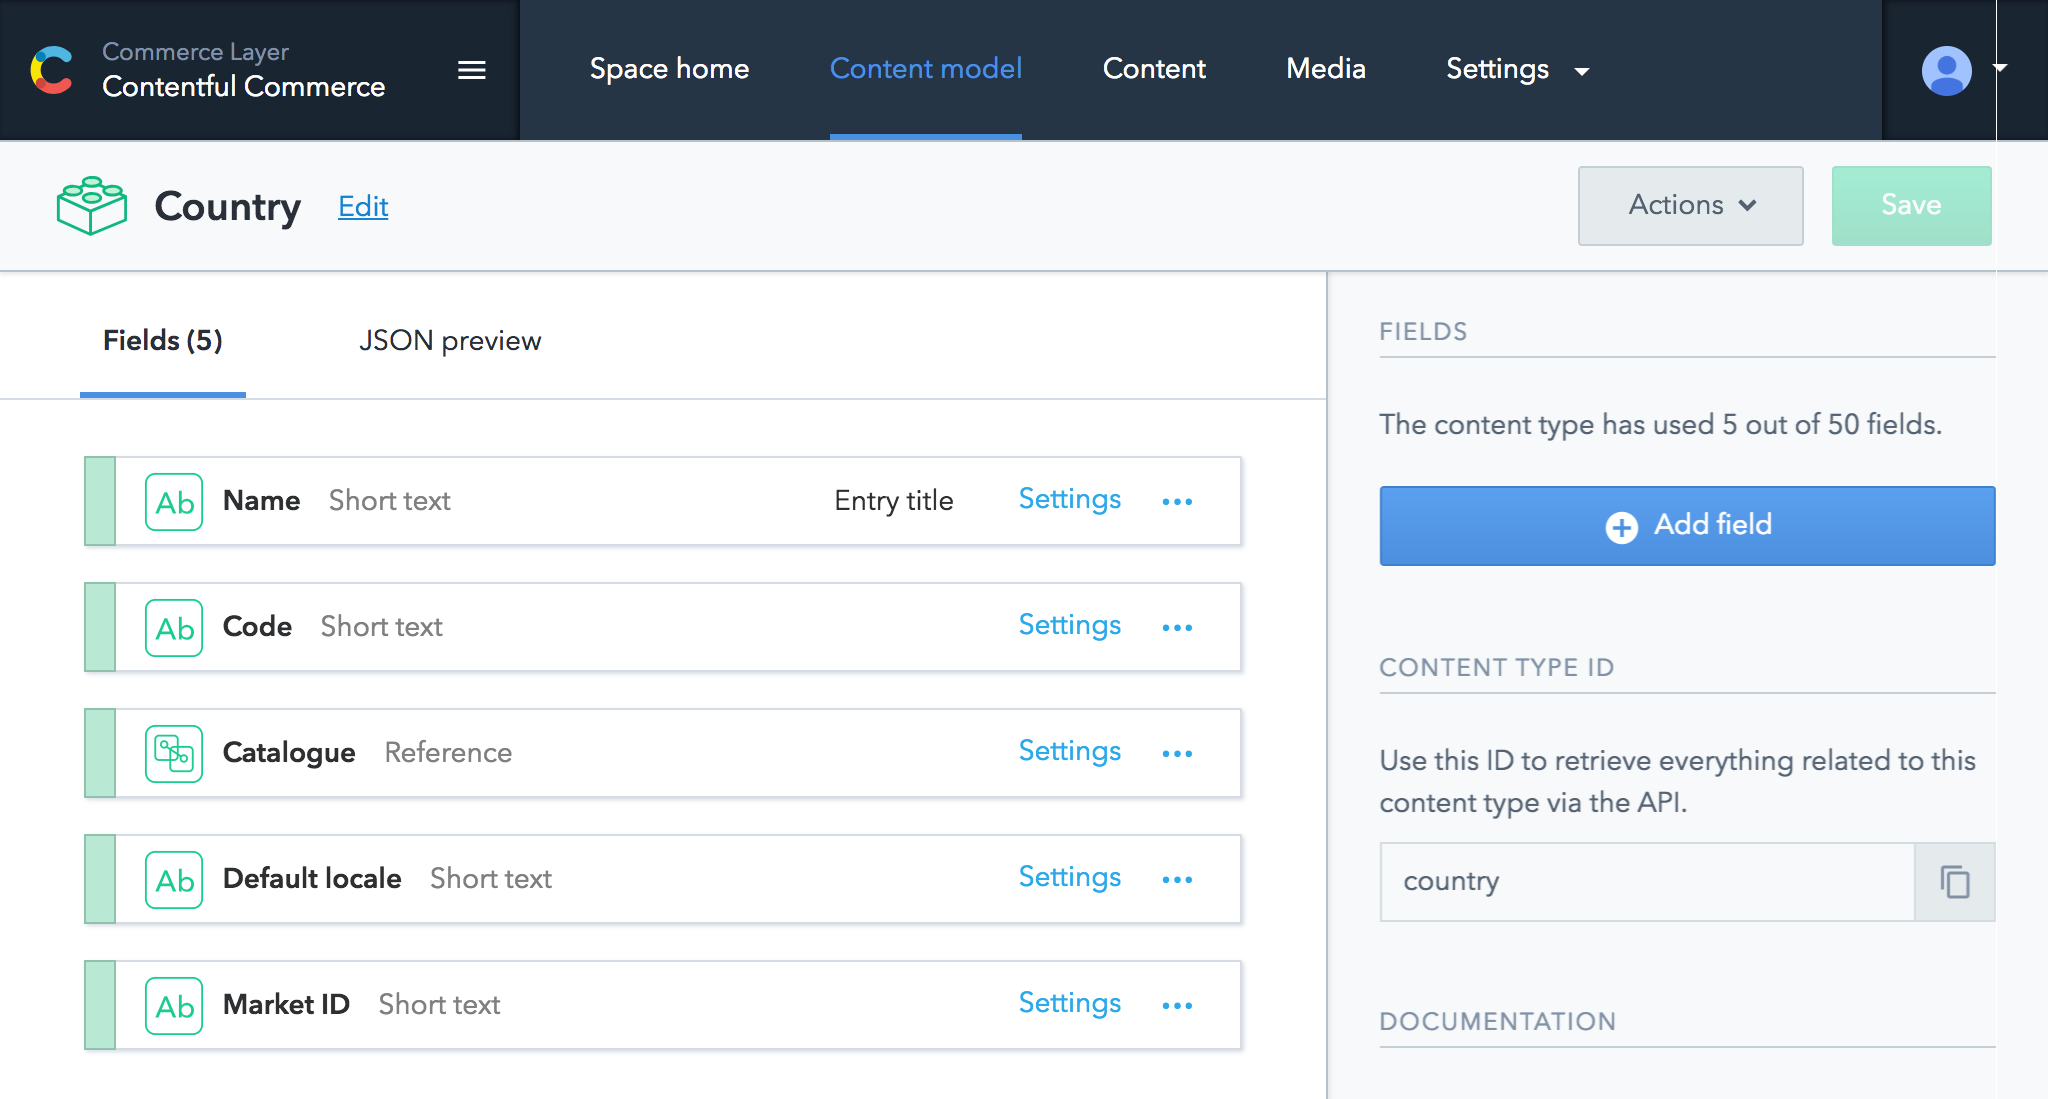 Commerce Layer
Contentful Commerce
Space home
Content model
Content
Media
Settings
Country
Edit
Actions
Save
Fields (5)
JSON preview
Ab Name Short text Entry title Settings
Ab Code Short text Settings
Catalogue Reference Settings
Ab Default locale Short text Settings
Ab Market ID Short text Settings
FIELDS
The content type has used 5 out of 50 fields.
Add field
CONTENT TYPE ID
Use this ID to retrieve everything related to this
content type via the API.
country
DOCUMENTATION